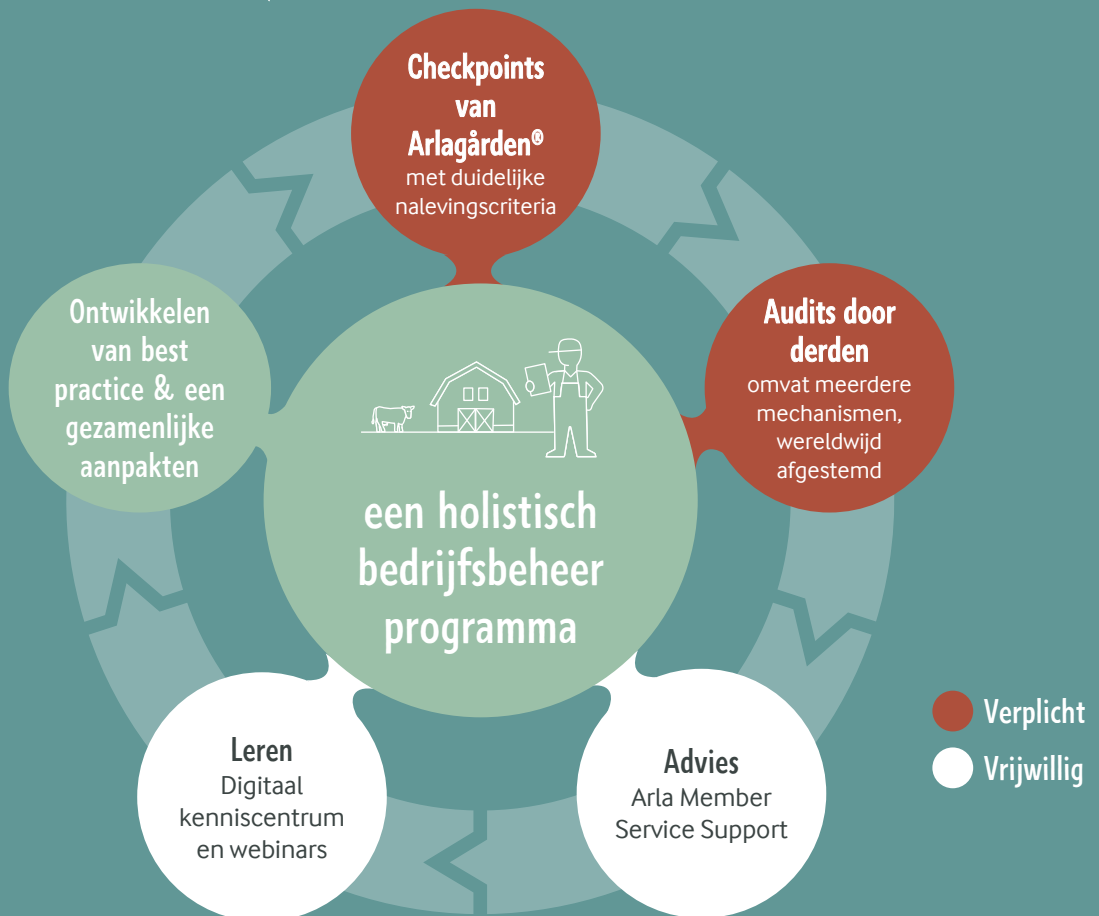 Checkpoints
van
Arlagården®
met duidelijke
nalevingscriteria
Audits door
derden
omvat meerdere
mechanismen,
wereldwijd
afgestemd
Ontwikkelen
van best
practice & een
gezamenlijke
aanpakten
een holistisch
bedrijfsbeheer
programma
Leren
Digitaal
kenniscentrum
en webinars
Advies
Arla Member
Service Support
Verplicht
Vrijwillig